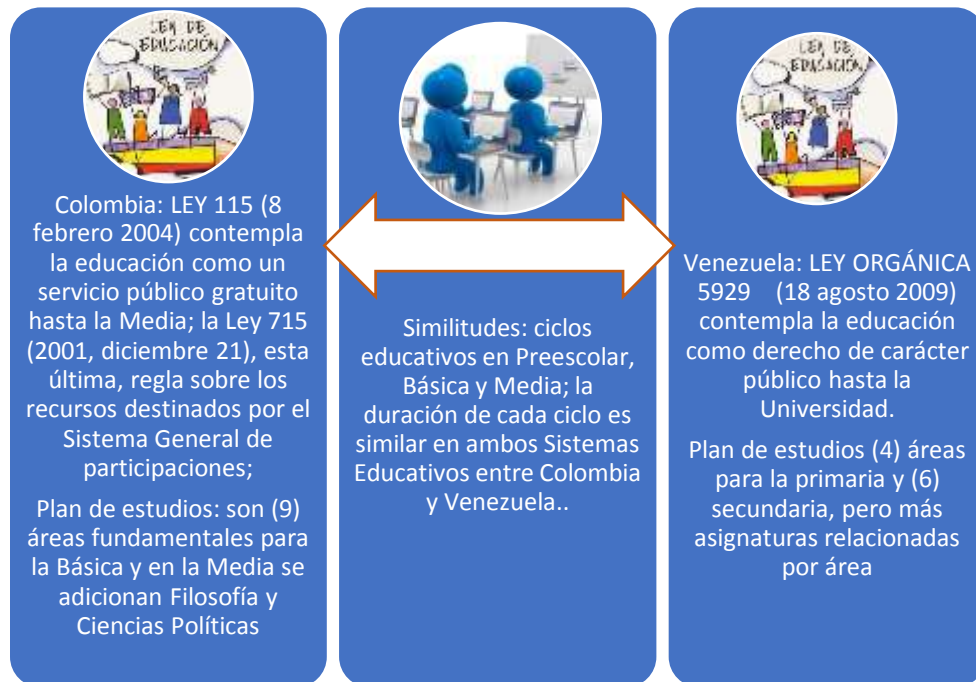 LEY DE
EDUCACIÓN
Colombia: LEY 115 (8
febrero 2004) contempla
la educación como un
servicio público gratuito
hasta la Media; la Ley 715
(2001, diciembre 21), esta
última, regla sobre los
recursos destinados por el
Sistema General de
participaciones;
Plan de estudios: son (9)
áreas fundamentales para
la Básica y en la Media se
adicionan Filosofía y
Ciencias Políticas
Similitudes: ciclos
educativos en Preescolar,
Básica y Media; la
duración de cada ciclo es
similar en ambos Sistemas
Educativos entre Colombia
y Venezuela..
LEY DE
EDUCACIÓN
Venezuela: LEY ORGÁNICA
5929 (18 agosto 2009)
contempla la educación
como derecho de carácter
público hasta la
Universidad.
Plan de estudios (4) áreas
para la primaria y (6)
secundaria, pero más
asignaturas relacionadas
por área